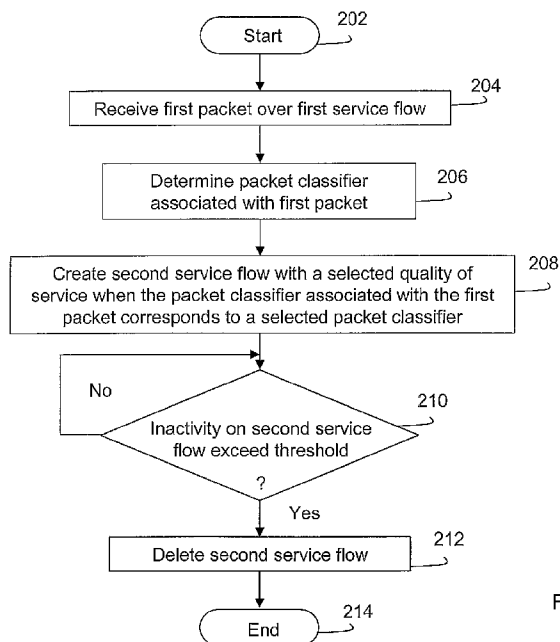 202
Start
204
Receive first packet over first service flow
206
Determine packet classifier
associated with first packet
208
Create second service flow with a selected quality of
service when the packet classifier associated with the first
packet corresponds to a selected packet classifier
No
210
Inactivity on second service
flow exceed threshold
?
Yes
212
Delete second service flow
214
End
F